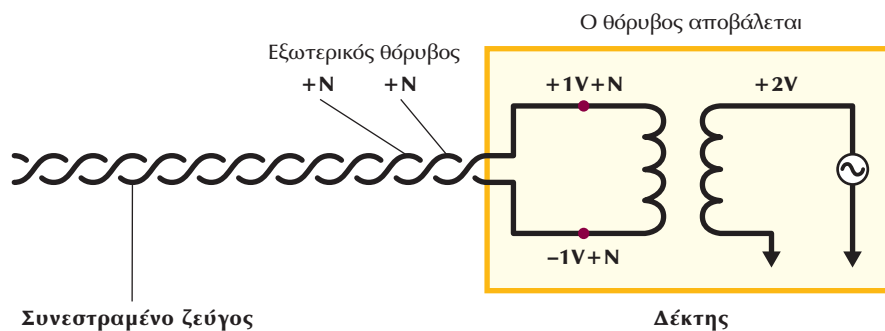 Ο θόρυβος αποβάλεται
Εξωτερικός θόρυβος
+N +N
+1V+N
+2V
−1V+N
Συνεστραμένο ζεύγος
Δέκτης